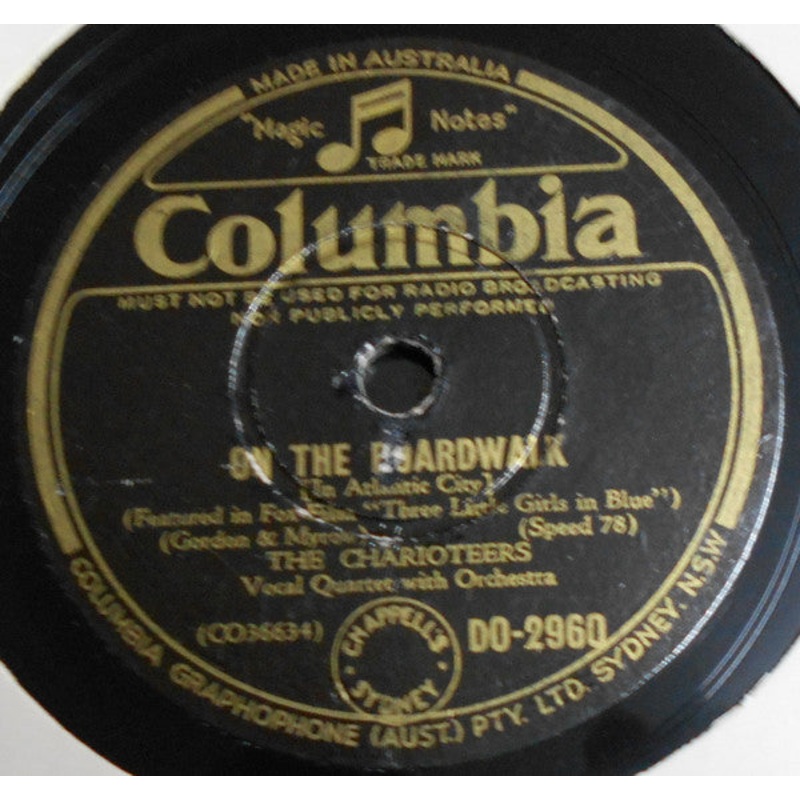 MADE IN AUSTRALIA
"Magic Notes"
TRADE MARK
Columbia
MUST NOT BE USED FOR RADIO BROADCASTING
NOT PUBLICLY PERFORMED
ON THE BOARDWALK
[In Atlantic City]
(Featured in Fox Film "Three Little Girls in Blue")
(Gordon & Myrow) (Speed 78)
THE CHARIOTEERS
Vocal Quartet with Orchestra
(CO36634)
CHAPPELL'S
SYDNEY
DO-2960
COLUMBIA GRAPHOPHONE (AUST.) PTY. LTD. SYDNEY. N.S.W